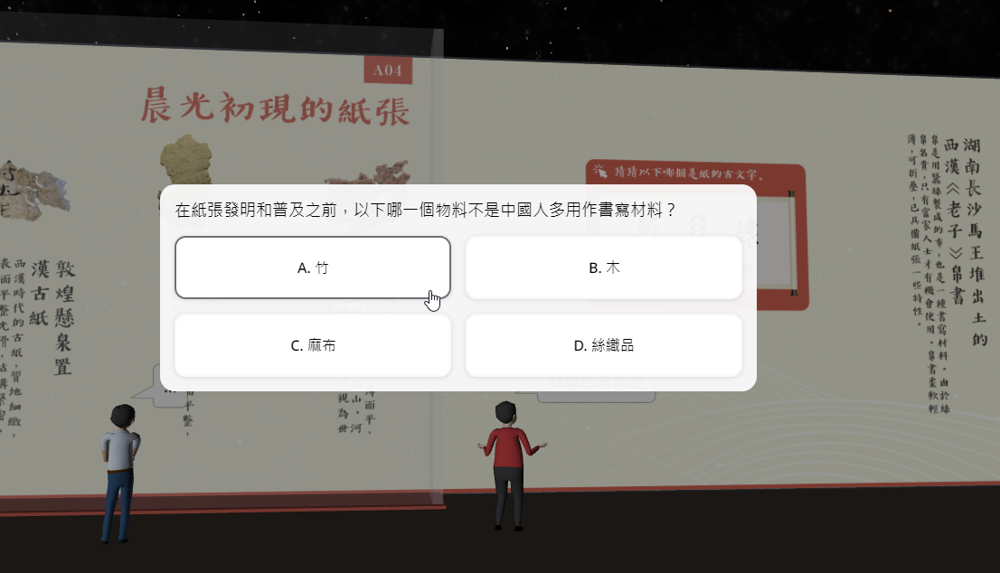 A04
晨光初現的紙張
猜猜以下哪個是紙的古文字。
在紙張發明和普及之前，以下哪一個物料不是中國人多用作書寫材料？
A. 竹
B. 木
C. 麻布
D. 絲織品
湖南長沙馬王堆出土的
西漢《老子》帛書
帛是用蠶絲製成的布，也是一種書寫材料。由於絲
帛名貴，只有富家人士才有機會使用。帛書柔軟輕
薄，可折疊，已具備紙張一些特性。
敦煌懸泉置
漢古紙
西漢時代的古紙，質地細緻，
表面平整光滑，結構緊密，